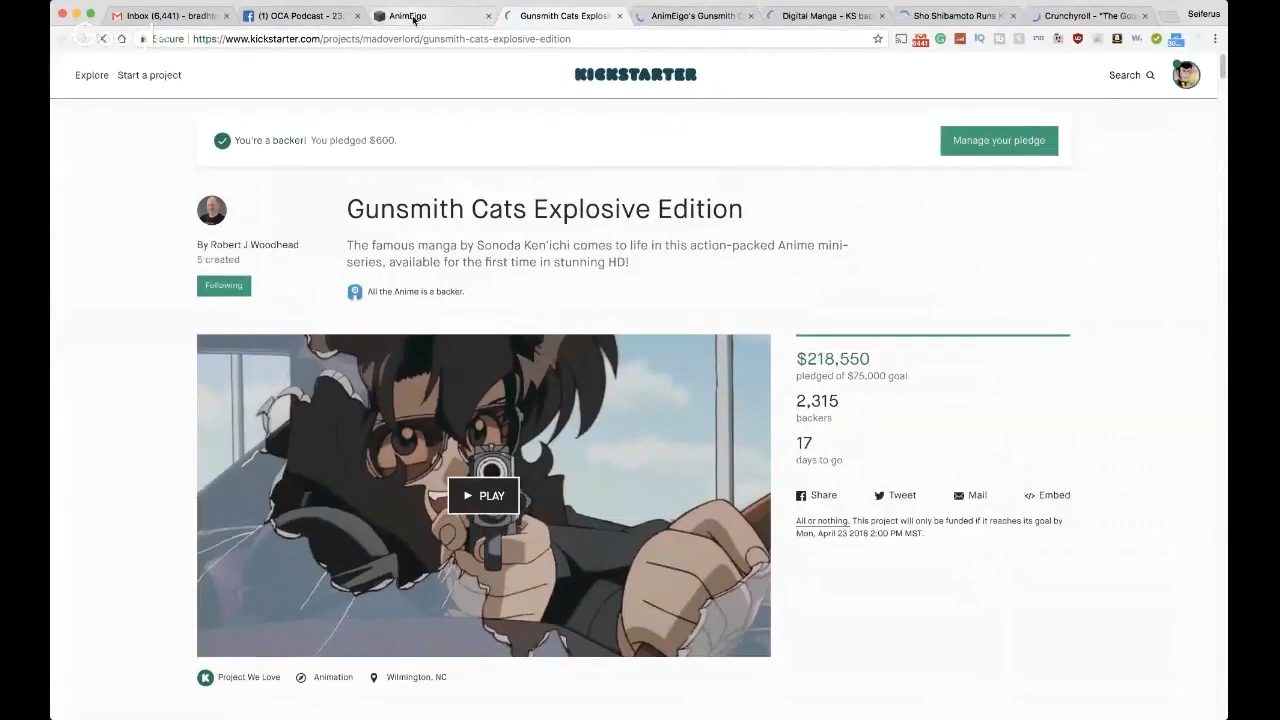 Inbox (6,441) - bradhb
(1) OCA Podcast - 23.
AnimEigo
Gunsmith Cats Explosi
AnimEigo's Gunsmith C
Digital Manga - KS ba
Sho Shibamoto Runs K
Crunchyroll - "The Go
Seiferus
Secure
https://www.kickstarter.com/projects/madoverlord/gunsmith-cats-explosive-edition
6441
Explore
Start a project
KICKSTARTER
Search
You're a backer! You pledged $600.
Manage your pledge
Gunsmith Cats Explosive Edition
The famous manga by Sonoda Ken'ichi comes to life in this action-packed Anime mini-
series, available for the first time in stunning HD!
By Robert J Woodhead
5 created
Following
All the Anime is a backer.
PLAY
$218,550
pledged of $75,000 goal
2,315
backers
17
days to go
Share
Tweet
Mail
Embed
All or nothing. This project will only be funded if it reaches its goal by
Mon, April 23 2018 2:00 PM MST.
Project We Love
Animation
Wilmington, NC